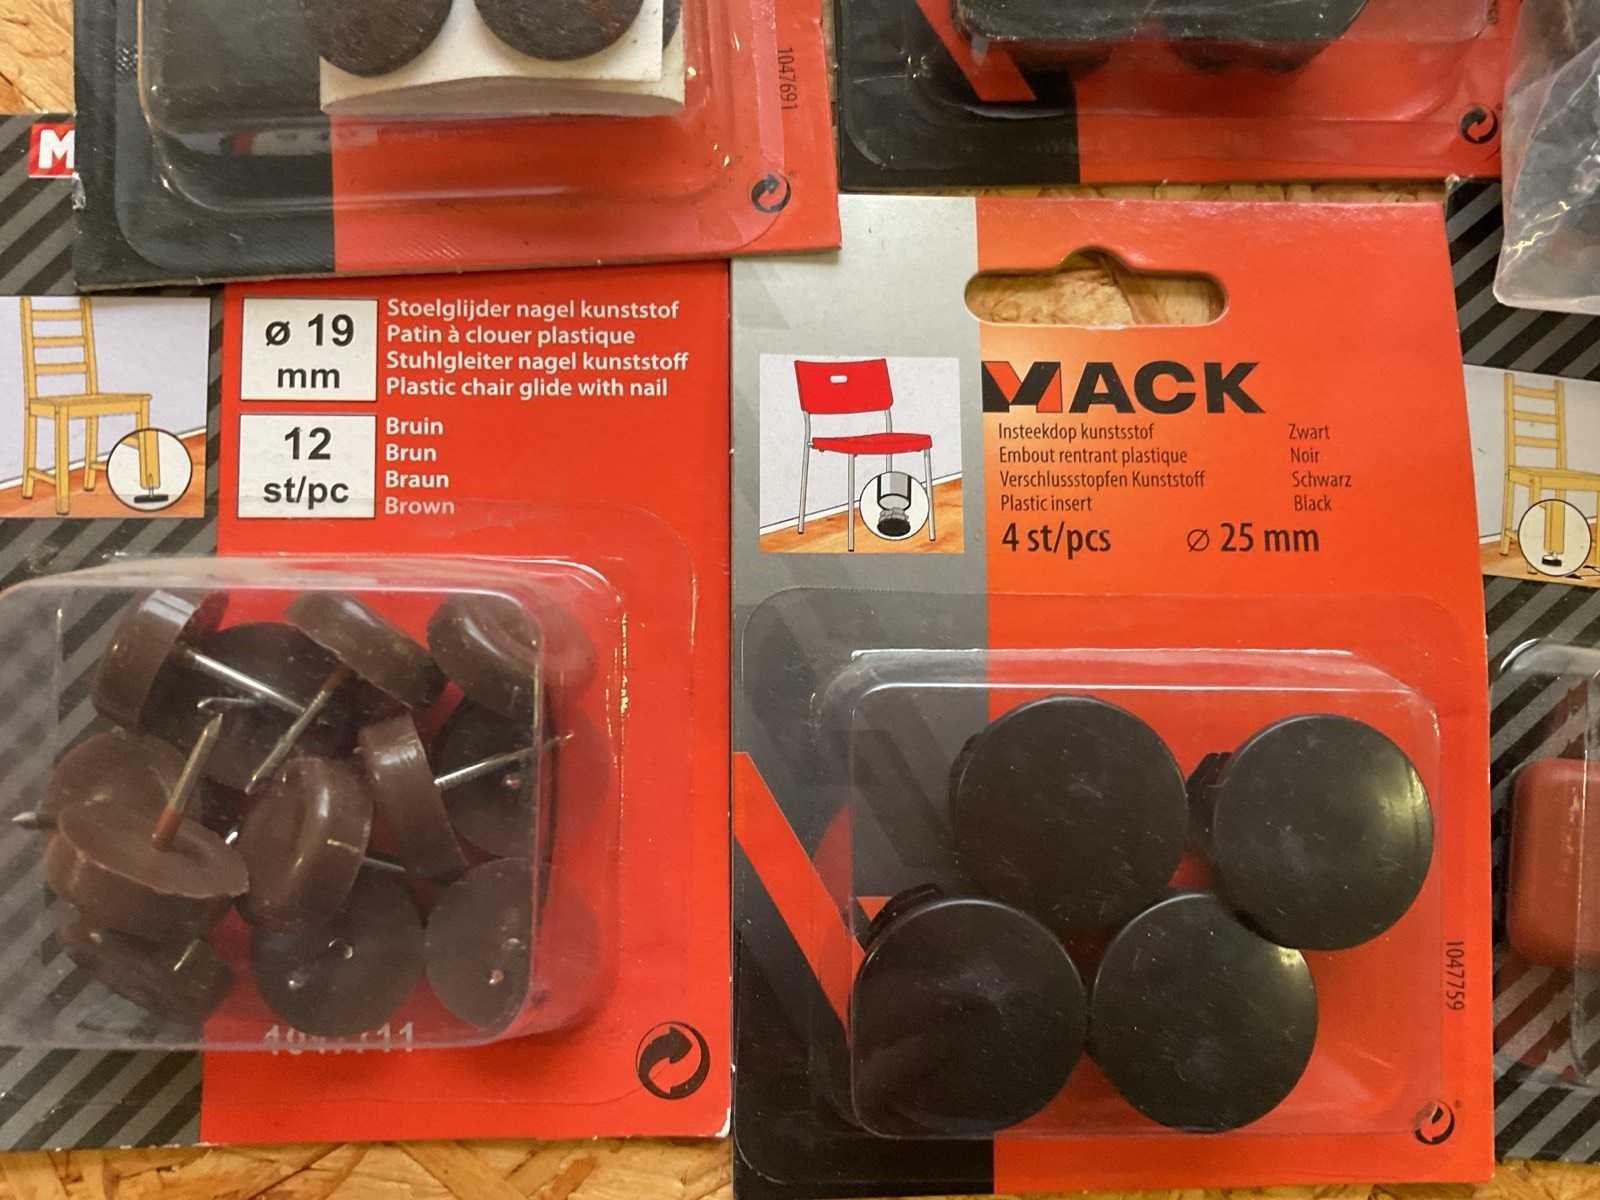 1047691
M
ø 19
mm
Stoelglijder nagel kunststof
Patin à clouer plastique
Stuhlgleiter nagel kunststoff
Plastic chair glide with nail
12
st/pc
Bruin
Brun
Braun
Brown
MACK
Insteekdop kunstsstof Zwart
Embout rentrant plastique Noir
Verschlussstopfen Kunststoff Schwarz
Plastic insert Black
4 st/pcs ø 25 mm
1047759